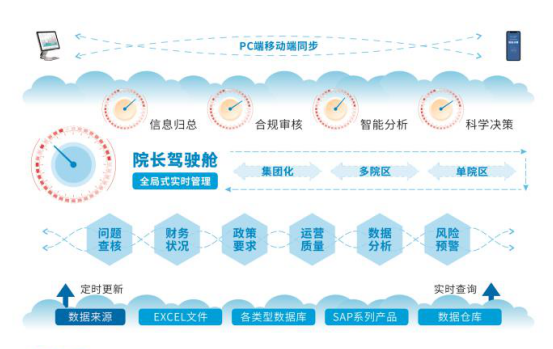 PC端移动端同步
信息归总
合规审核
智能分析
科学决策
院长驾驶舱
全局式实时管理
集团化
多院区
单院区
问题
查核
财务
状况
政策
要求
运营
质量
数据
分析
风险
预警
定时更新
实时查询
数据来源
EXCEL文件
各类型数据库
SAP系列产品
数据仓库